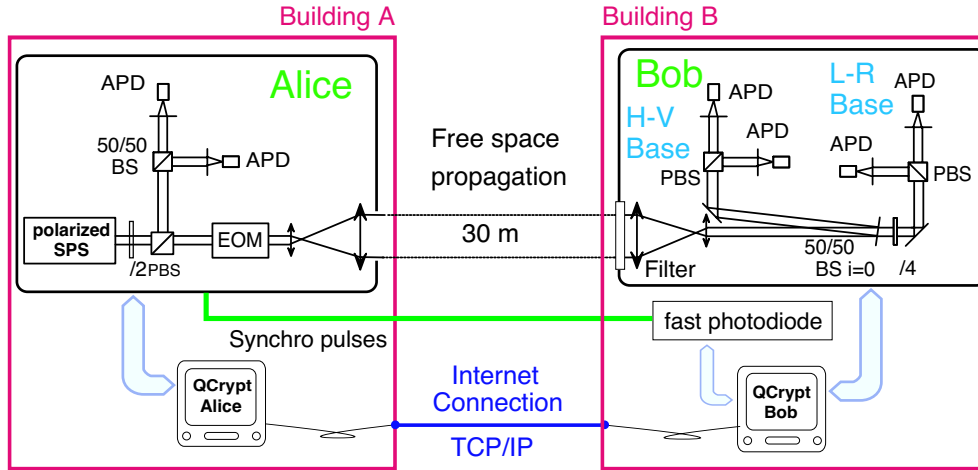 Building A
Building B
Alice
APD
50/50
BS
APD
polarized
SPS
/2
PBS
EOM
Free space
propagation
30 m
Bob
H-V
Base
APD
APD
PBS
L-R
Base
APD
APD
PBS
Filter
50/50
BS i=0
/4
Synchro pulses
fast photodiode
QCrypt
Alice
Internet
Connection
TCP/IP
QCrypt
Bob